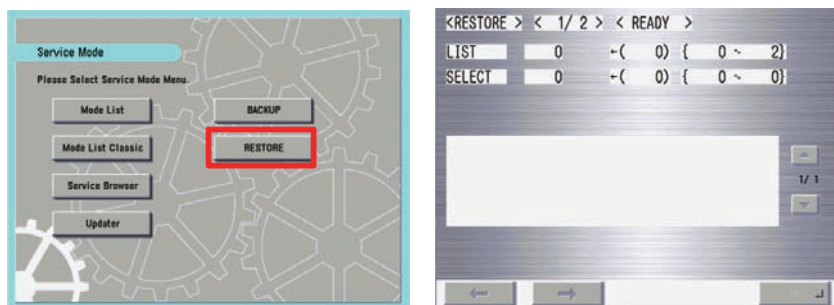 Service Mode
Please Select Service Mode Menu.
Mode List
BACKUP
Mode List Classic
RESTORE
Service Browser
Updater
<RESTORE > < 1/ 2 > < READY >
LIST 0 ←( 0) { 0 ~ 2}
SELECT 0 ←( 0) { 0 ~ 0}
1/ 1